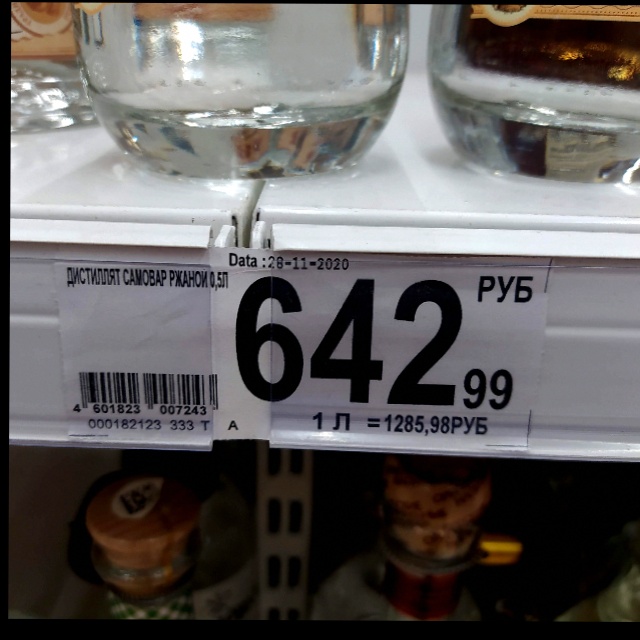 Data :28-11-2020
ДИСТИЛЛЯТ САМОВАР РЖАНОЙ 0,5Л
642 99 РУБ
4 601823 007243
000182123 333 Т
А
1 Л = 1285,98РУБ